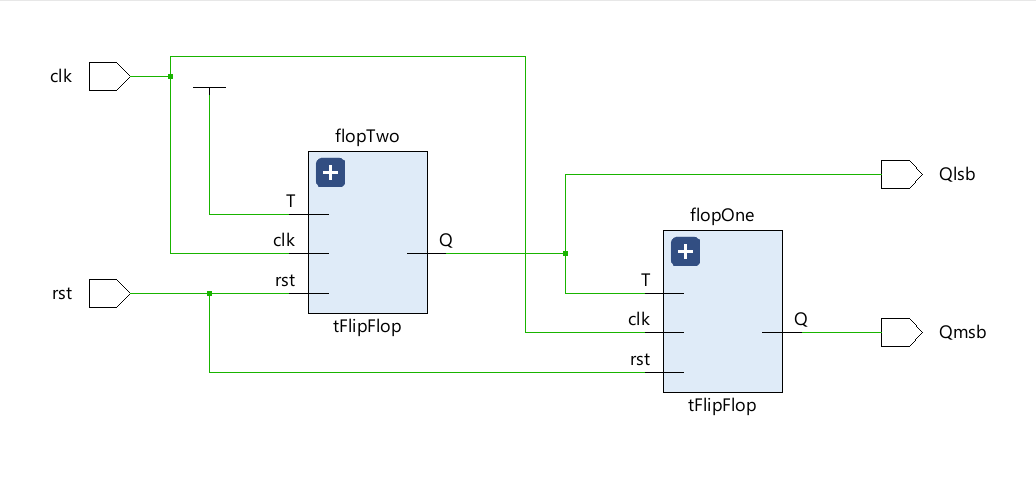 clk
flopTwo
T
clk
Q
rst
tFlipFlop
rst
Qlsb
flopOne
T
clk
Q
rst
tFlipFlop
Qmsb